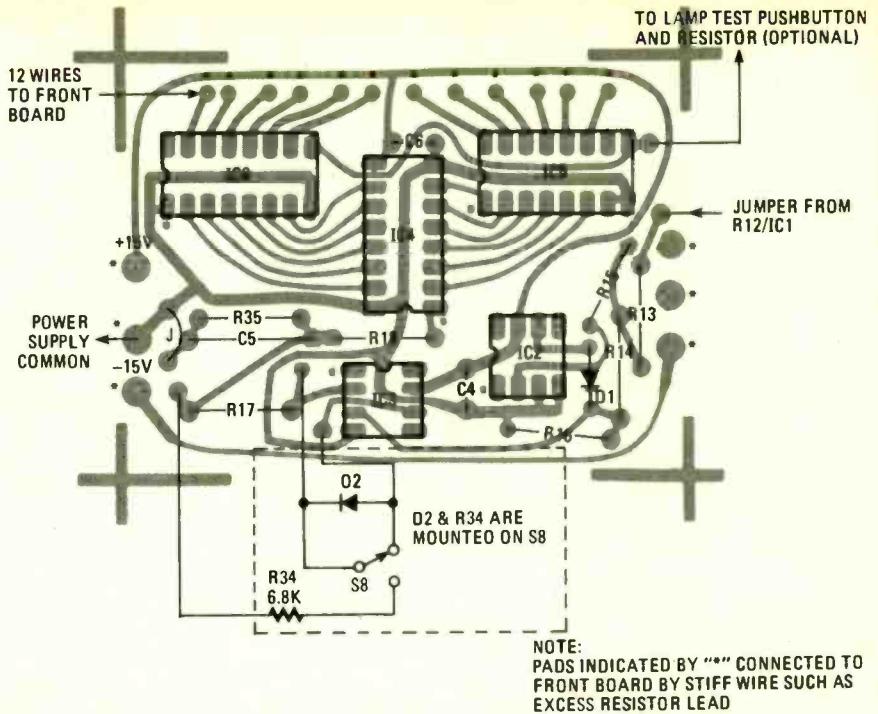 TO LAMP TEST PUSHBUTTON
AND RESISTOR (OPTIONAL)
12 WIRES
TO FRONT
BOARD
C6
IC5
IC4
JUMPER FROM
R12/IC1
+15V
*
*
POWER
SUPPLY
COMMON
*
*
-15V
*
*
J
R35
C5
R15
R13
R14
IC2
D1
C4
R17
R16
D2
D2 & R34 ARE
MOUNTED ON S8
S8
R34
6.8K
NOTE:
PADS INDICATED BY "*" CONNECTED TO
FRONT BOARD BY STIFF WIRE SUCH AS
EXCESS RESISTOR LEAD